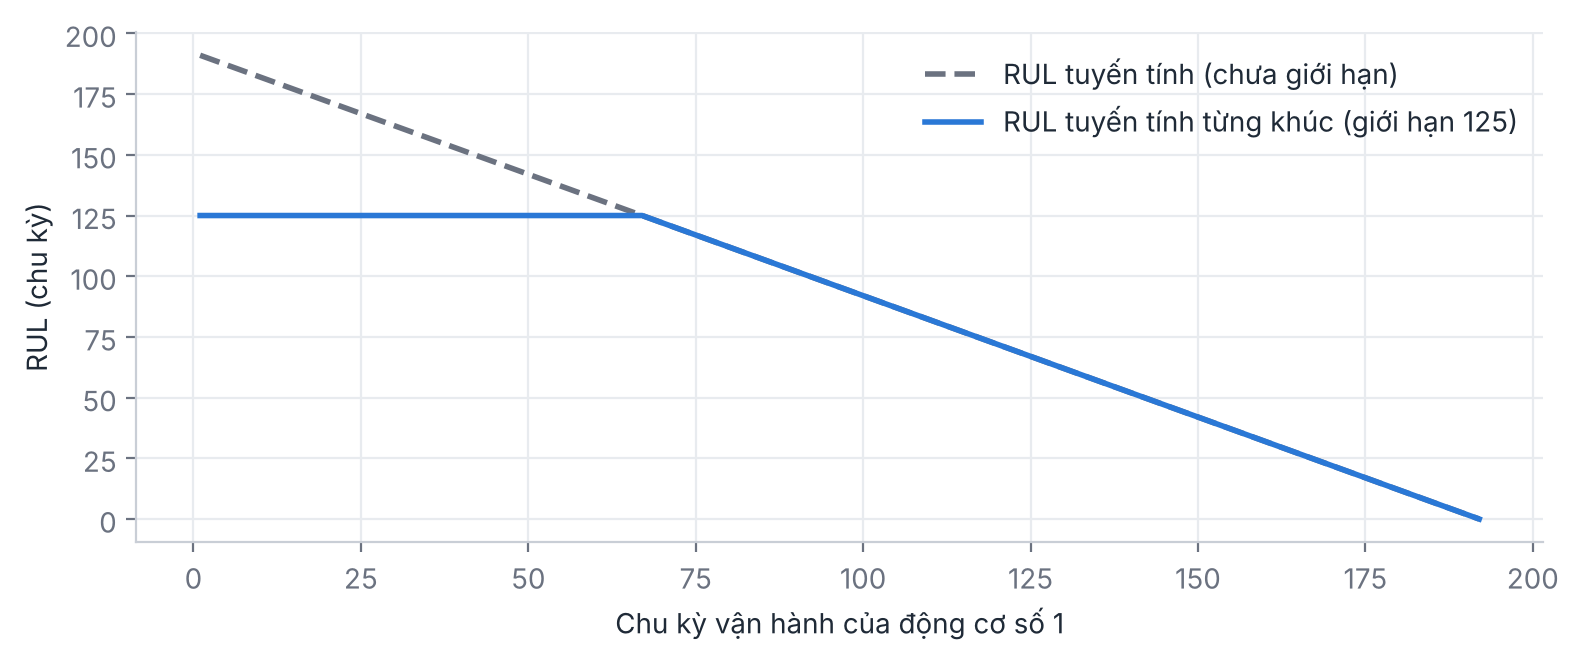 200
175
150
125
100
75
50
25
0
RUL (chu kỳ)
RUL tuyến tính (chưa giới hạn)
RUL tuyến tính từng khúc (giới hạn 125)
0 25 50 75 100 125 150 175 200
Chu kỳ vận hành của động cơ số 1